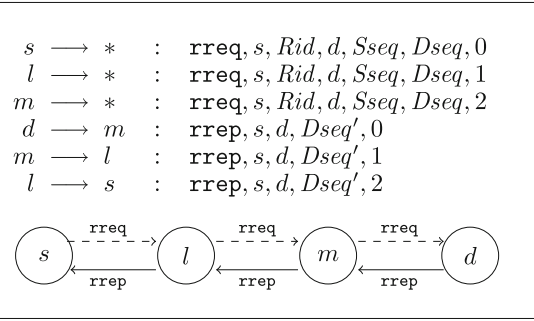 s ⟶ ∗ : rreq, s, Rid, d, Sseq, Dseq, 0
l ⟶ ∗ : rreq, s, Rid, d, Sseq, Dseq, 1
m ⟶ ∗ : rreq, s, Rid, d, Sseq, Dseq, 2
d ⟶ m : rrep, s, d, Dseq′, 0
m ⟶ l : rrep, s, d, Dseq′, 1
l ⟶ s : rrep, s, d, Dseq′, 2
rreq rreq rreq
s l m d
rrep rrep rrep